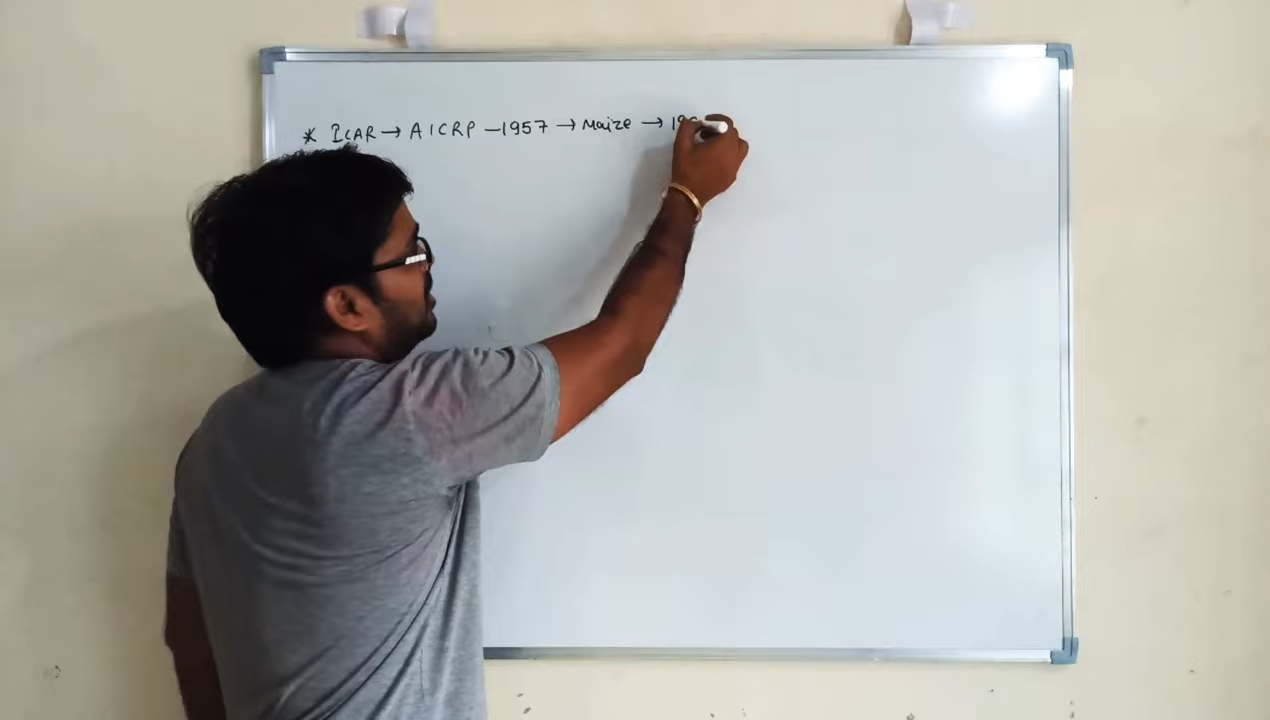 * ICAR → AICRP – 1957 → Maize →